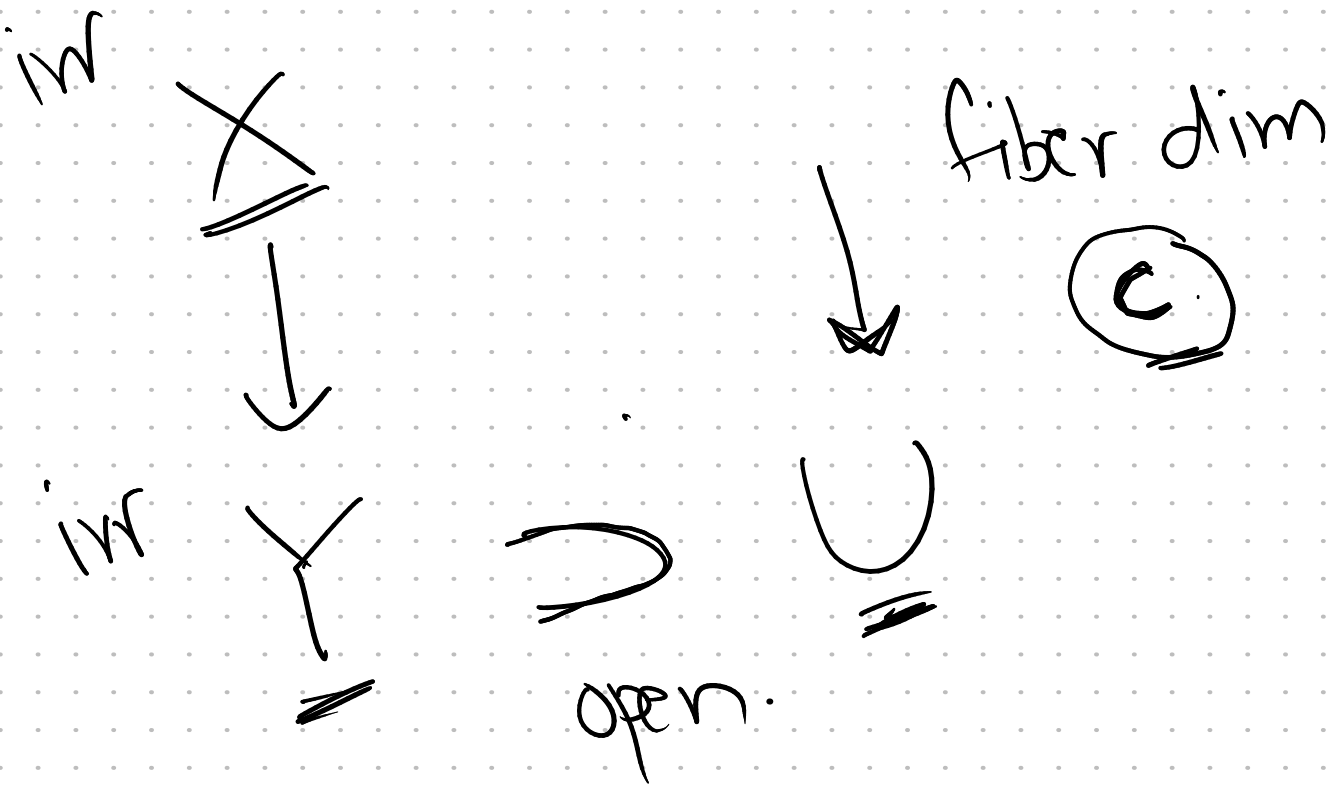 irr X
fiber dim
C
irr Y ⊃ U
open.